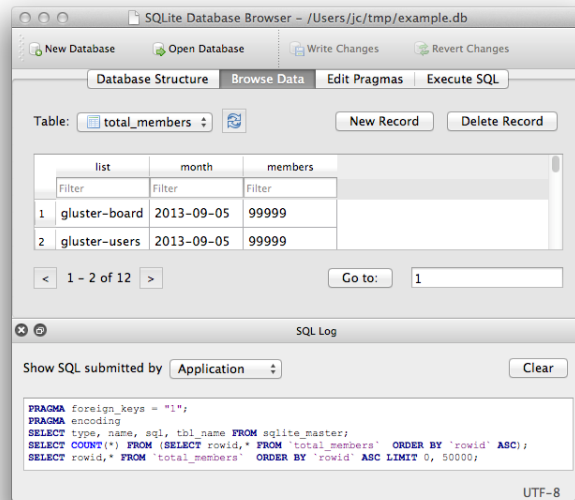 SQLite Database Browser – /Users/jc/tmp/example.db
New Database Open Database Write Changes Revert Changes
Database Structure Browse Data Edit Pragmas Execute SQL
Table: total_members New Record Delete Record
list month members
Filter Filter Filter
1 gluster-board 2013-09-05 99999
2 gluster-users 2013-09-05 99999
< 1 – 2 of 12 > Go to: 1
SQL Log
Show SQL submitted by Application Clear
PRAGMA foreign_keys = "1";
PRAGMA encoding
SELECT type, name, sql, tbl_name FROM sqlite_master;
SELECT COUNT(*) FROM (SELECT rowid,* FROM `total_members`  ORDER BY `rowid` ASC);
SELECT rowid,* FROM `total_members`  ORDER BY `rowid` ASC LIMIT 0, 50000;
UTF-8